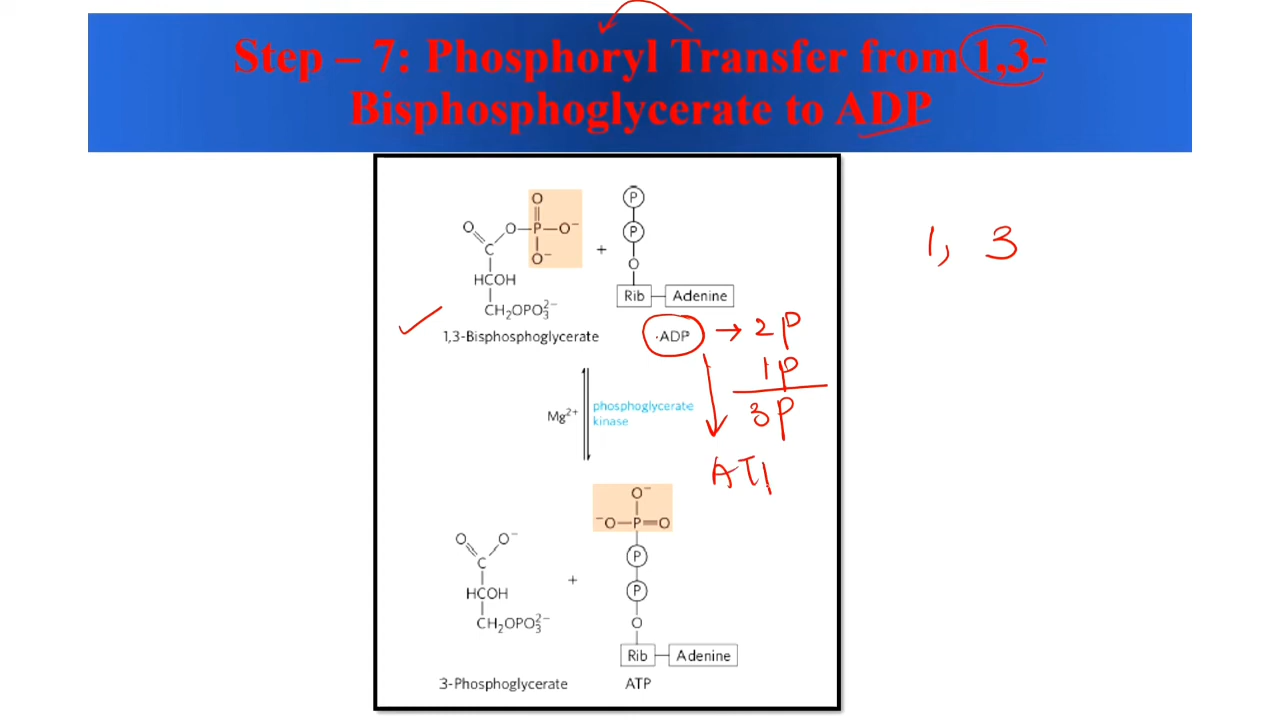 Step – 7: Phosphoryl Transfer from 1,3-
Bisphosphoglycerate to ADP
O
O O–P–O⁻
C
O⁻
HCOH
CH₂OPO₃²⁻
1,3-Bisphosphoglycerate
+
P
P
O
Rib Adenine
·ADP
1, 3
→ 2P
1P
3P
Mg²⁺
phosphoglycerate
kinase
O⁻
⁻O–P=O
P
P
O
Rib Adenine
ATP
+
O O⁻
C
HCOH
CH₂OPO₃²⁻
3-Phosphoglycerate